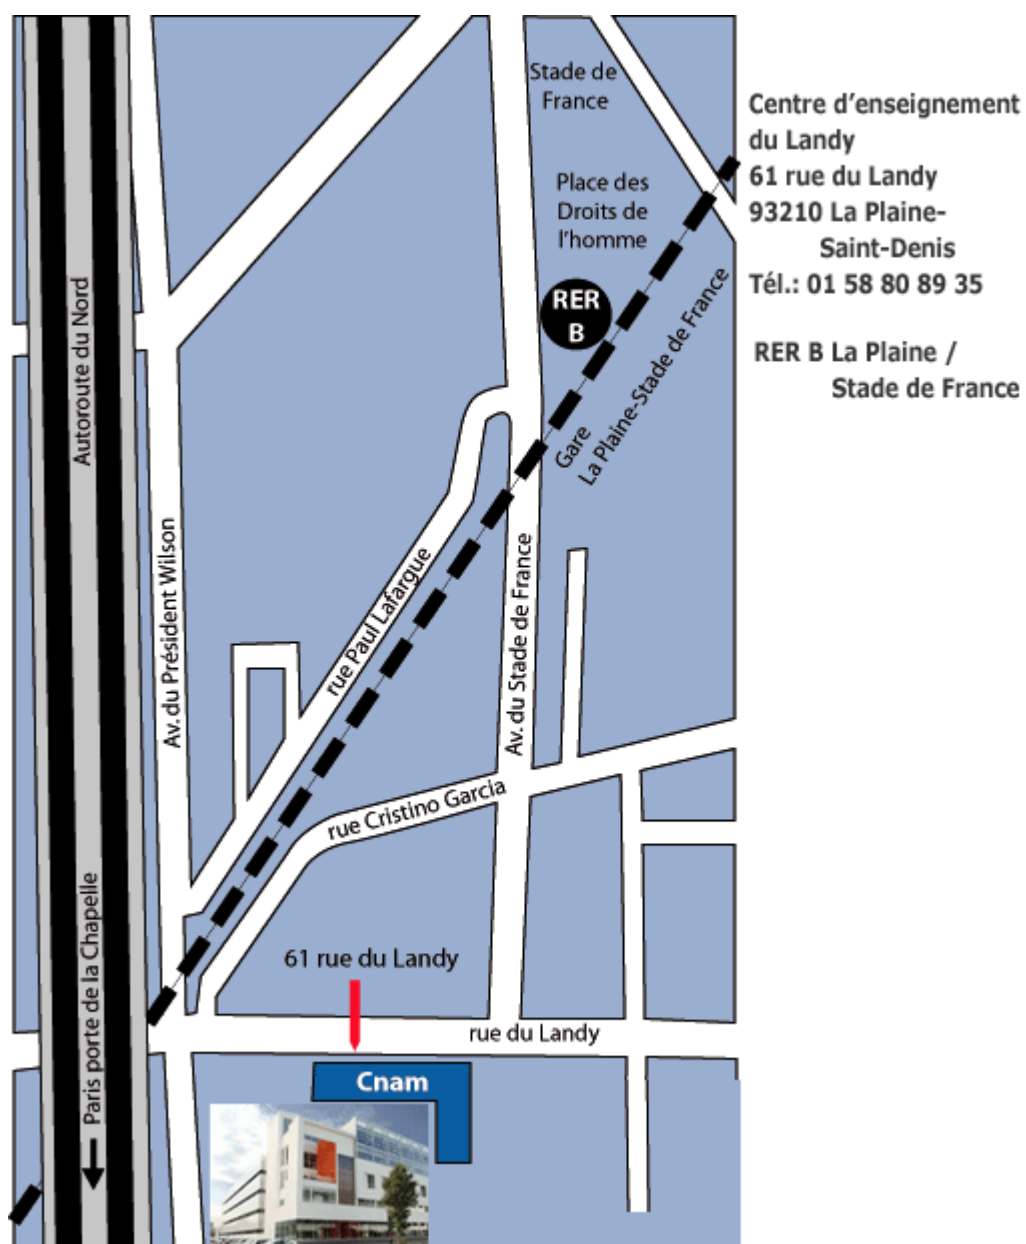 Stade de
France
Centre d'enseignement
du Landy
61 rue du Landy
93210 La Plaine-
Saint-Denis
Tél.: 01 58 80 89 35
RER B La Plaine /
Stade de France
Place des
Droits de
l'homme
RER
B
Gare
La Plaine-Stade de France
Autoroute du Nord
Av. du Président Wilson
rue Paul Lafargue
Av. du Stade de France
rue Cristino Garcia
Paris porte de la Chapelle
61 rue du Landy
rue du Landy
Cnam